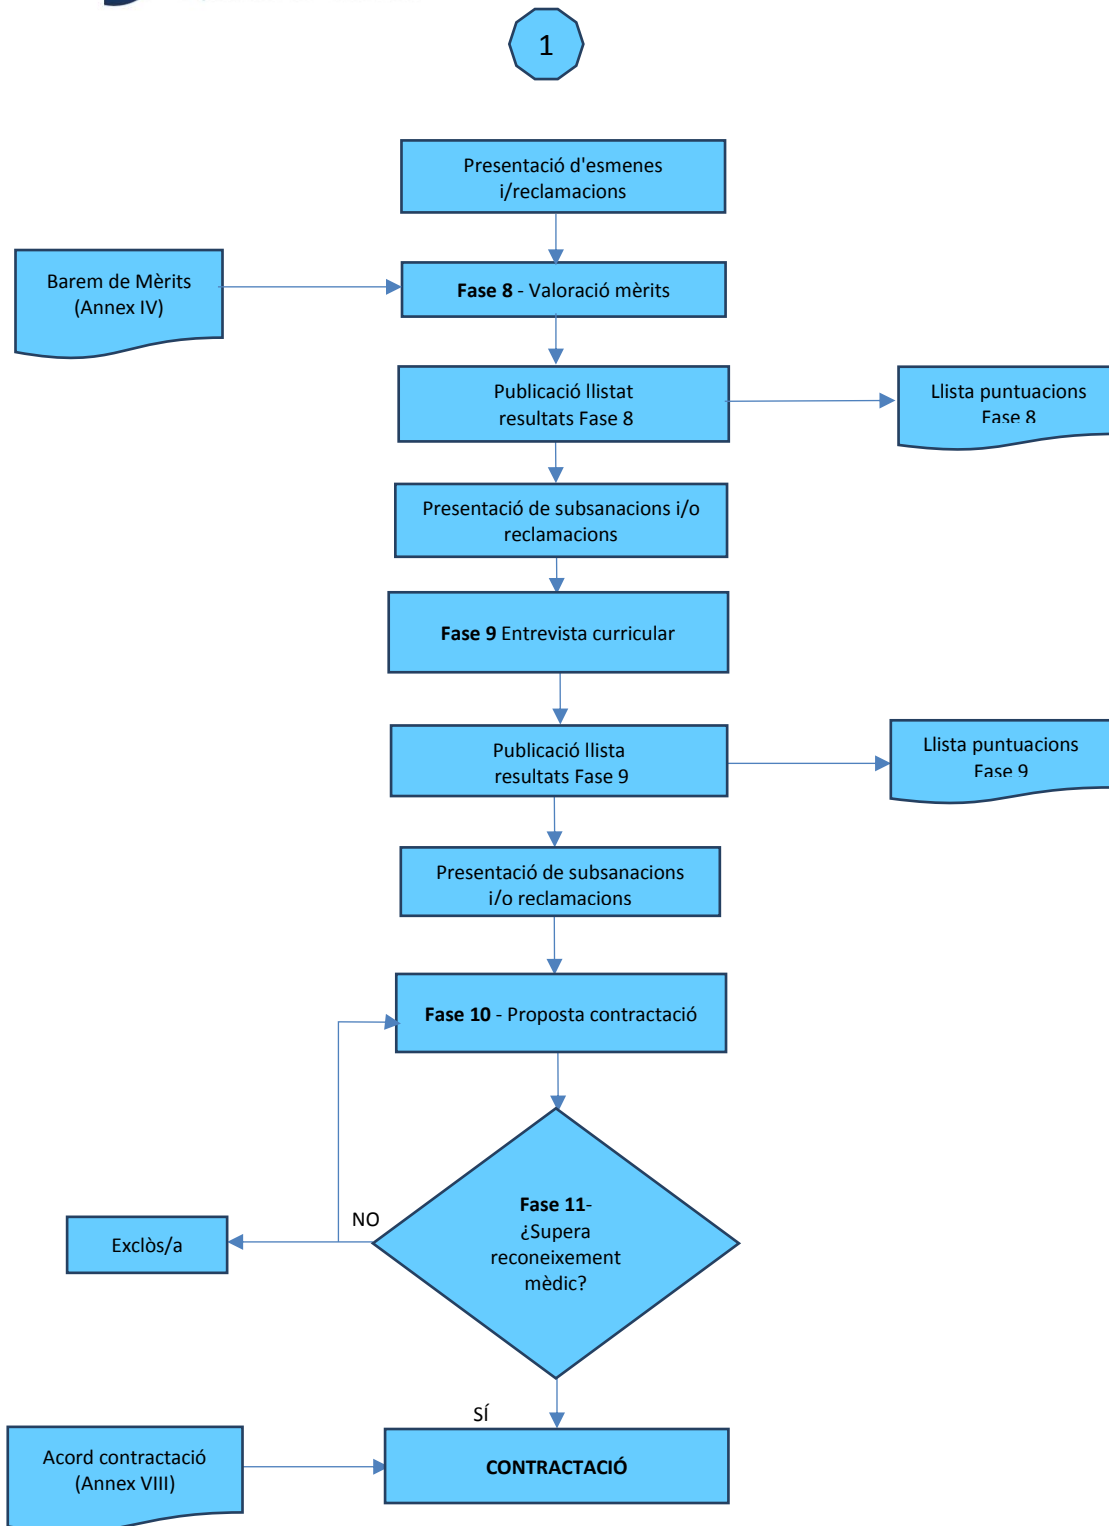 1
Presentació d'esmenes
i/reclamacions
Barem de Mèrits
(Annex IV)
Fase 8 - Valoració mèrits
Publicació llistat
resultats Fase 8
Llista puntuacions
Fase 8
Presentació de subsanacions i/o
reclamacions
Fase 9 Entrevista curricular
Publicació llista
resultats Fase 9
Llista puntuacions
Fase 9
Presentació de subsanacions
i/o reclamacions
Fase 10 - Proposta contractació
Fase 11-
¿Supera
reconeixement
mèdic?
NO
Exclòs/a
SÍ
Acord contractació
(Annex VIII)
CONTRACTACIÓ